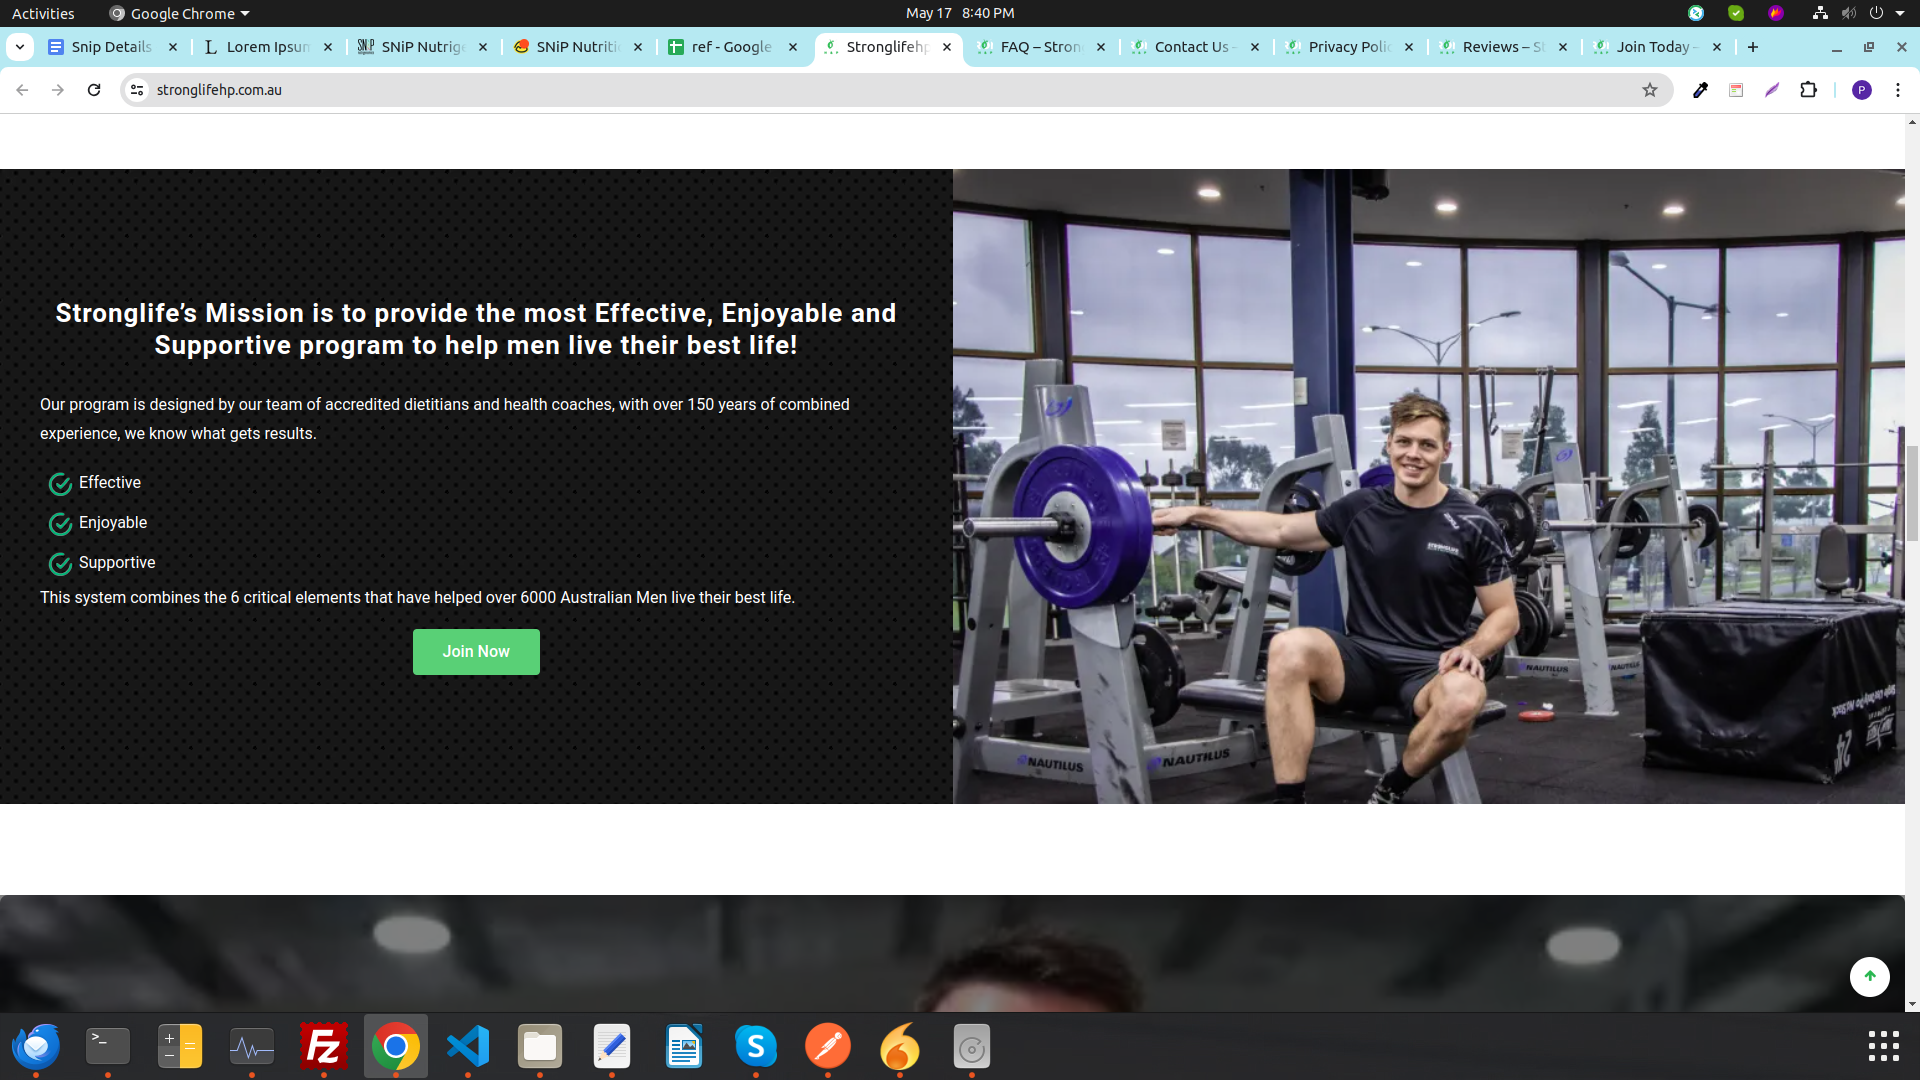 Activities
Google Chrome
May 17 8:40 PM
Snip Details
Lorem Ipsum
SNiP Nutrige
SNiP Nutriti
ref - Google
Stronglifehp
FAQ – Stron
Contact Us -
Privacy Polic
Reviews – St
Join Today -
stronglifehp.com.au
P
Stronglife’s Mission is to provide the most Effective, Enjoyable and
Supportive program to help men live their best life!
Our program is designed by our team of accredited dietitians and health coaches, with over 150 years of combined
experience, we know what gets results.
Effective
Enjoyable
Supportive
This system combines the 6 critical elements that have helped over 6000 Australian Men live their best life.
Join Now
NAUTILUS
NAUTILUS
NAUTILUS
NAUTILUS
24